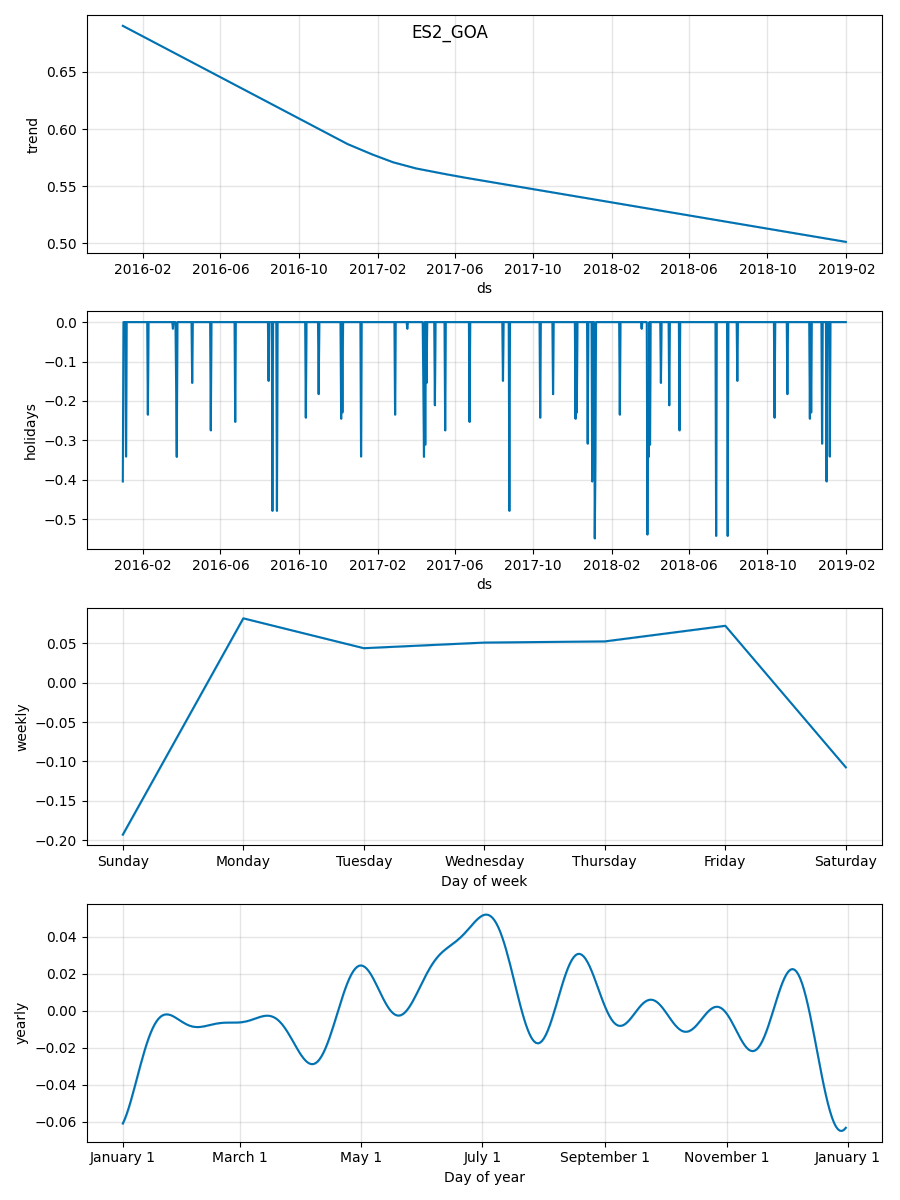 ES2_GOA
trend
0.65
0.60
0.55
0.50
2016-02 2016-06 2016-10 2017-02 2017-06 2017-10 2018-02 2018-06 2018-10 2019-02
ds
holidays
0.0
−0.1
−0.2
−0.3
−0.4
−0.5
2016-02 2016-06 2016-10 2017-02 2017-06 2017-10 2018-02 2018-06 2018-10 2019-02
ds
weekly
0.05
0.00
−0.05
−0.10
−0.15
−0.20
Sunday Monday Tuesday Wednesday Thursday Friday Saturday
Day of week
yearly
0.04
0.02
0.00
−0.02
−0.04
−0.06
January 1 March 1 May 1 July 1 September 1 November 1 January 1
Day of year